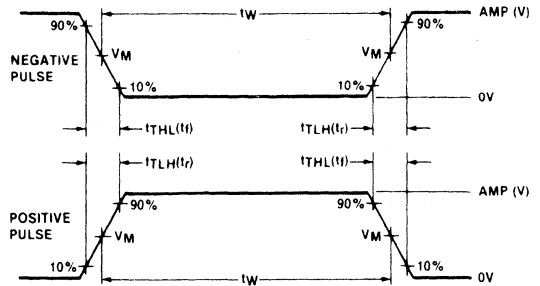 tW
AMP (V)
90%
90%
NEGATIVE
PULSE
VM
VM
10%
10%
0V
tTHL(tf)
tTLH(tr)
tTLH(tr)
tTHL(tf)
AMP (V)
90%
90%
POSITIVE
PULSE
VM
VM
10%
10%
tW
0V